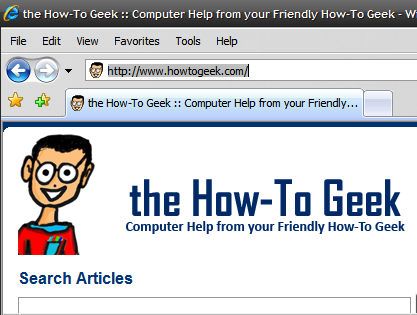 the How-To Geek :: Computer Help from your Friendly How-To Geek - W
File Edit View Favorites Tools Help
http://www.howtogeek.com/
the How-To Geek :: Computer Help from your Friendly...
the How-To Geek
Computer Help from your Friendly How-To Geek
Search Articles